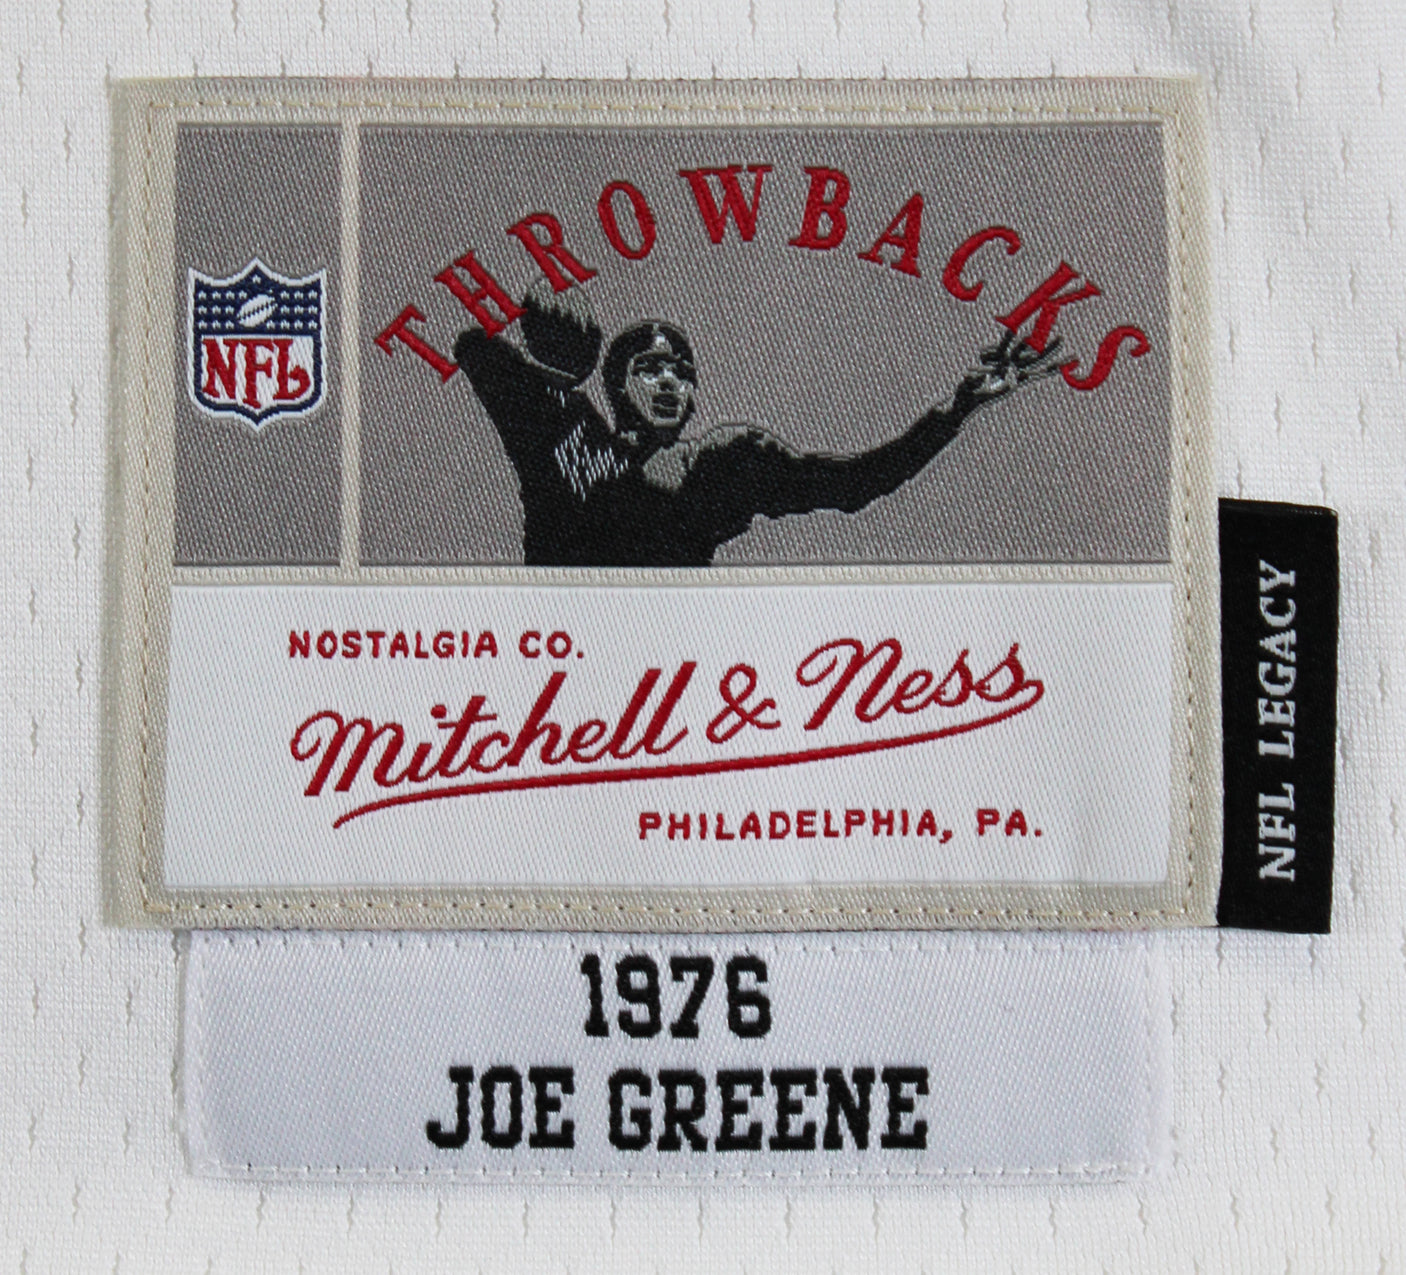 THROWBACKS
NFL
NOSTALGIA CO.
Mitchell & Ness
PHILADELPHIA, PA.
NFL LEGACY
1976
JOE GREENE